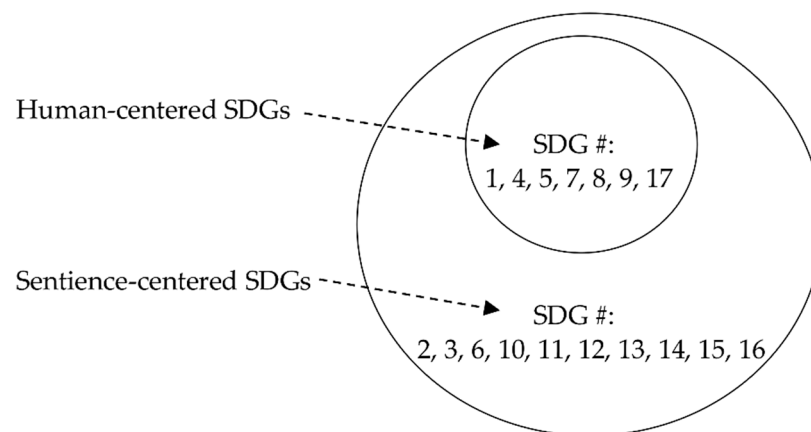 Human-centered SDGs
SDG #:
1, 4, 5, 7, 8, 9, 17
Sentience-centered SDGs
SDG #:
2, 3, 6, 10, 11, 12, 13, 14, 15, 16